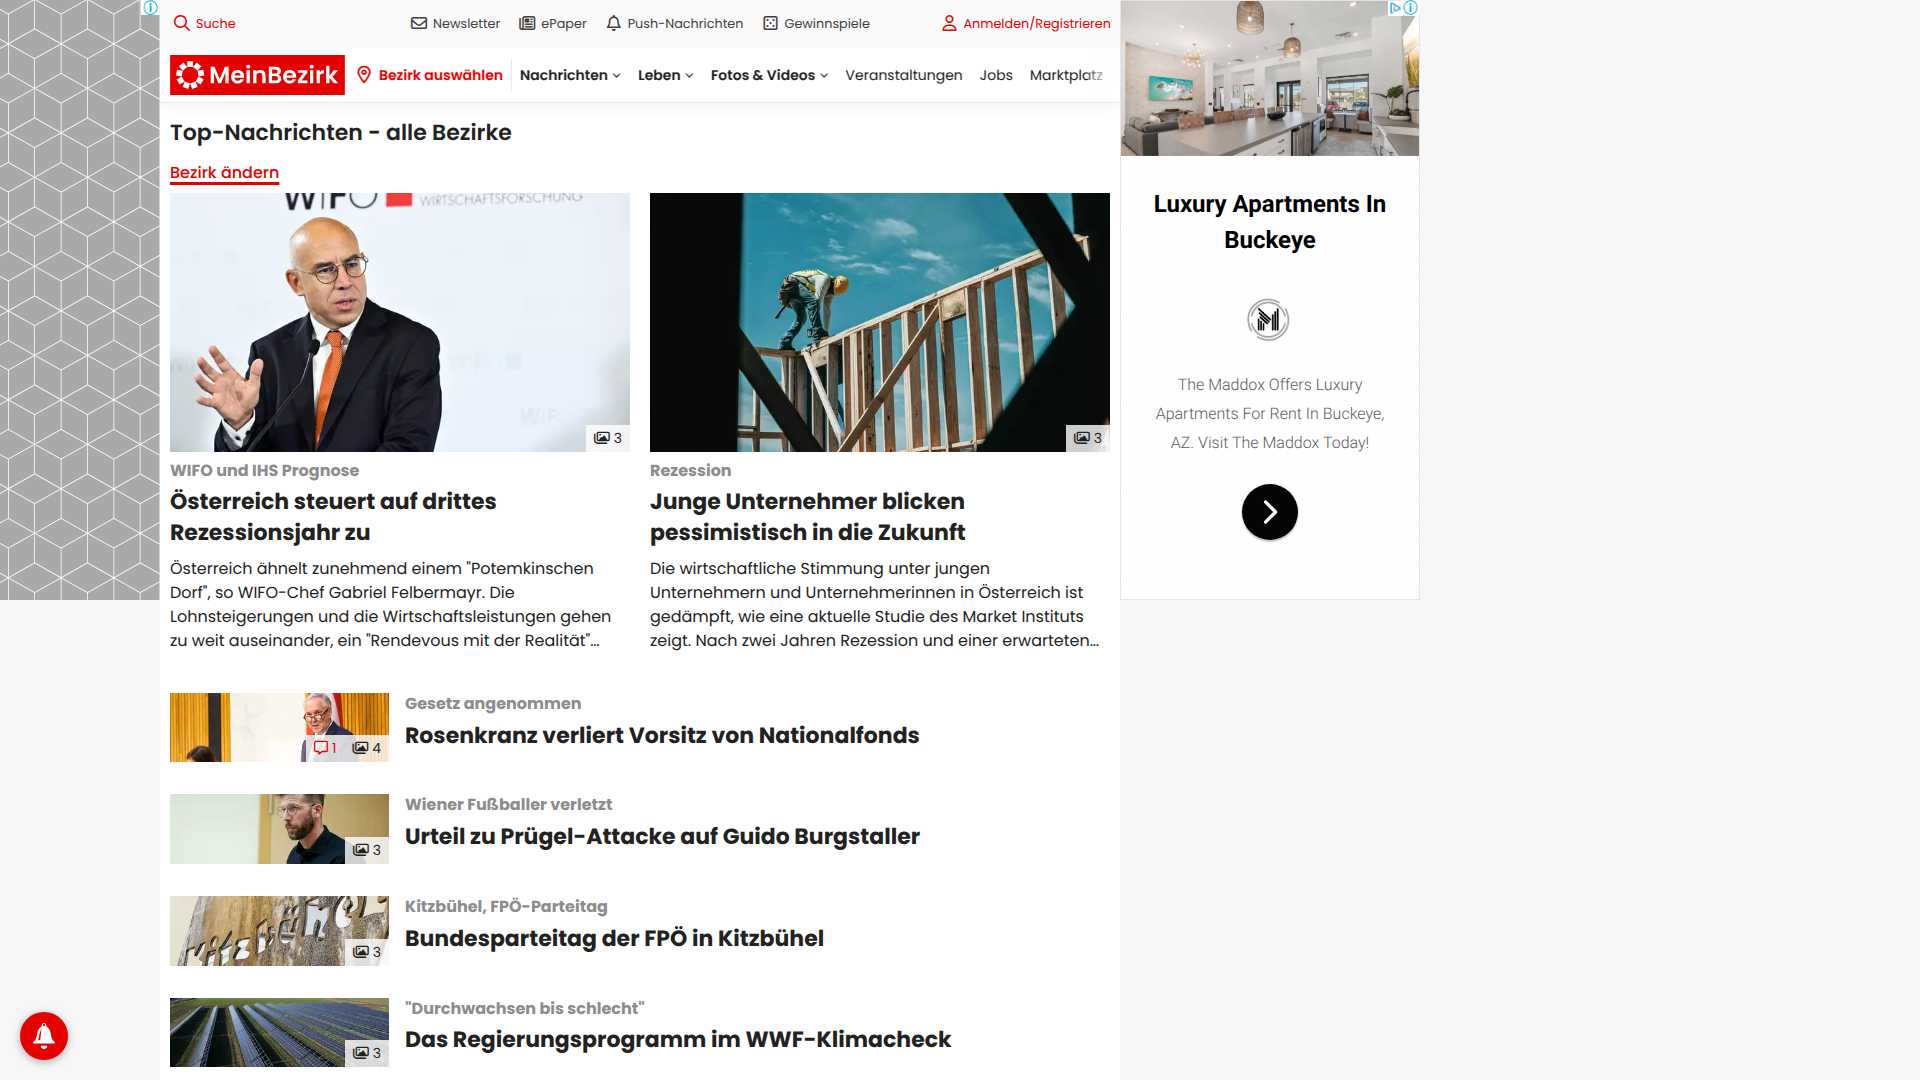 Suche
Newsletter
ePaper
Push-Nachrichten
Gewinnspiele
Anmelden/Registrieren
MeinBezirk
Bezirk auswählen
Nachrichten
Leben
Fotos & Videos
Veranstaltungen
Jobs
Marktplatz
Top-Nachrichten - alle Bezirke
Bezirk ändern
WIFO
WIRTSCHAFTSFORSCHUNG
WIF
3
WIFO und IHS Prognose
Österreich steuert auf drittes
Rezessionsjahr zu
Österreich ähnelt zunehmend einem "Potemkinschen
Dorf", so WIFO-Chef Gabriel Felbermayr. Die
Lohnsteigerungen und die Wirtschaftsleistungen gehen
zu weit auseinander, ein "Rendevous mit der Realität"...
3
Rezession
Junge Unternehmer blicken
pessimistisch in die Zukunft
Die wirtschaftliche Stimmung unter jungen
Unternehmern und Unternehmerinnen in Österreich ist
gedämpft, wie eine aktuelle Studie des Market Instituts
zeigt. Nach zwei Jahren Rezession und einer erwarteten...
1
4
Gesetz angenommen
Rosenkranz verliert Vorsitz von Nationalfonds
3
Wiener Fußballer verletzt
Urteil zu Prügel-Attacke auf Guido Burgstaller
Kitzbühel
3
Kitzbühel, FPÖ-Parteitag
Bundesparteitag der FPÖ in Kitzbühel
3
"Durchwachsen bis schlecht"
Das Regierungsprogramm im WWF-Klimacheck
Luxury Apartments In
Buckeye
M
The Maddox Offers Luxury
Apartments For Rent In Buckeye,
AZ. Visit The Maddox Today!